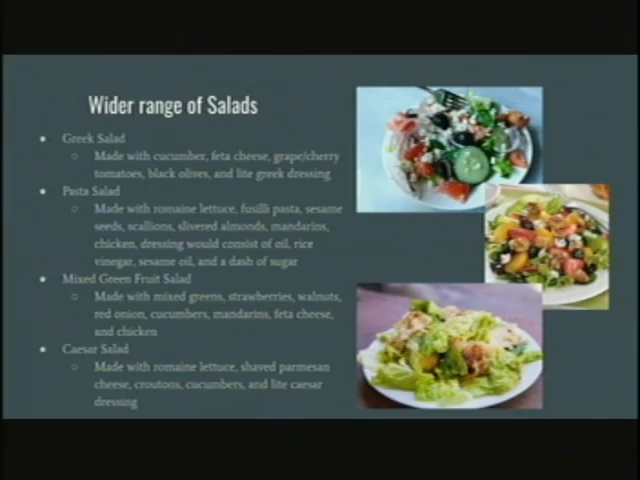 Wider range of Salads
● Greek Salad
○ Made with cucumber, feta cheese, grape/cherry
tomatoes, black olives, and lite greek dressing
● Pasta Salad
○ Made with romaine lettuce, fusilli pasta, sesame
seeds, scallions, slivered almonds, mandarins,
chicken, dressing would consist of oil, rice
vinegar, sesame oil, and a dash of sugar
● Mixed Green Fruit Salad
○ Made with mixed greens, strawberries, walnuts,
red onion, cucumbers, mandarins, feta cheese,
and chicken
● Caesar Salad
○ Made with romaine lettuce, shaved parmesan
cheese, croutons, cucumbers, and lite caesar
dressing